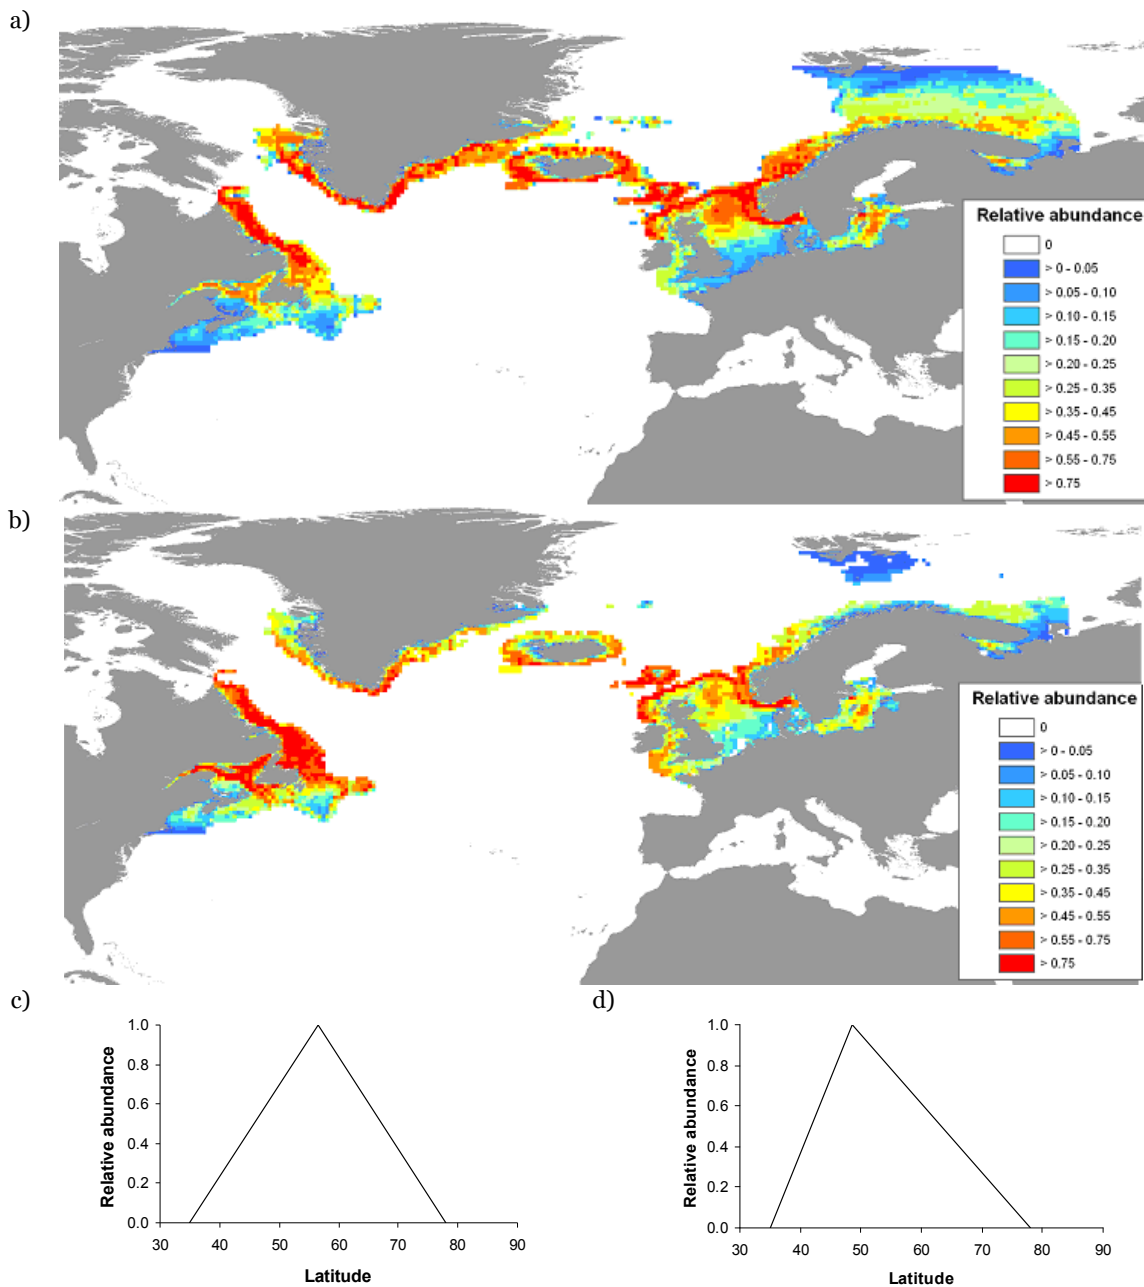 a)
Relative abundance
0
> 0 - 0.05
> 0.05 - 0.10
> 0.10 - 0.15
> 0.15 - 0.20
> 0.20 - 0.25
> 0.25 - 0.35
> 0.35 - 0.45
> 0.45 - 0.55
> 0.55 - 0.75
> 0.75
b)
Relative abundance
0
> 0 - 0.05
> 0.05 - 0.10
> 0.10 - 0.15
> 0.15 - 0.20
> 0.20 - 0.25
> 0.25 - 0.35
> 0.35 - 0.45
> 0.45 - 0.55
> 0.55 - 0.75
> 0.75
c)
Relative abundance
1.0
0.8
0.6
0.4
0.2
0.0
30 40 50 60 70 80 90
Latitude
d)
Relative abundance
1.0
0.8
0.6
0.4
0.2
0.0
30 40 50 60 70 80 90
Latitude